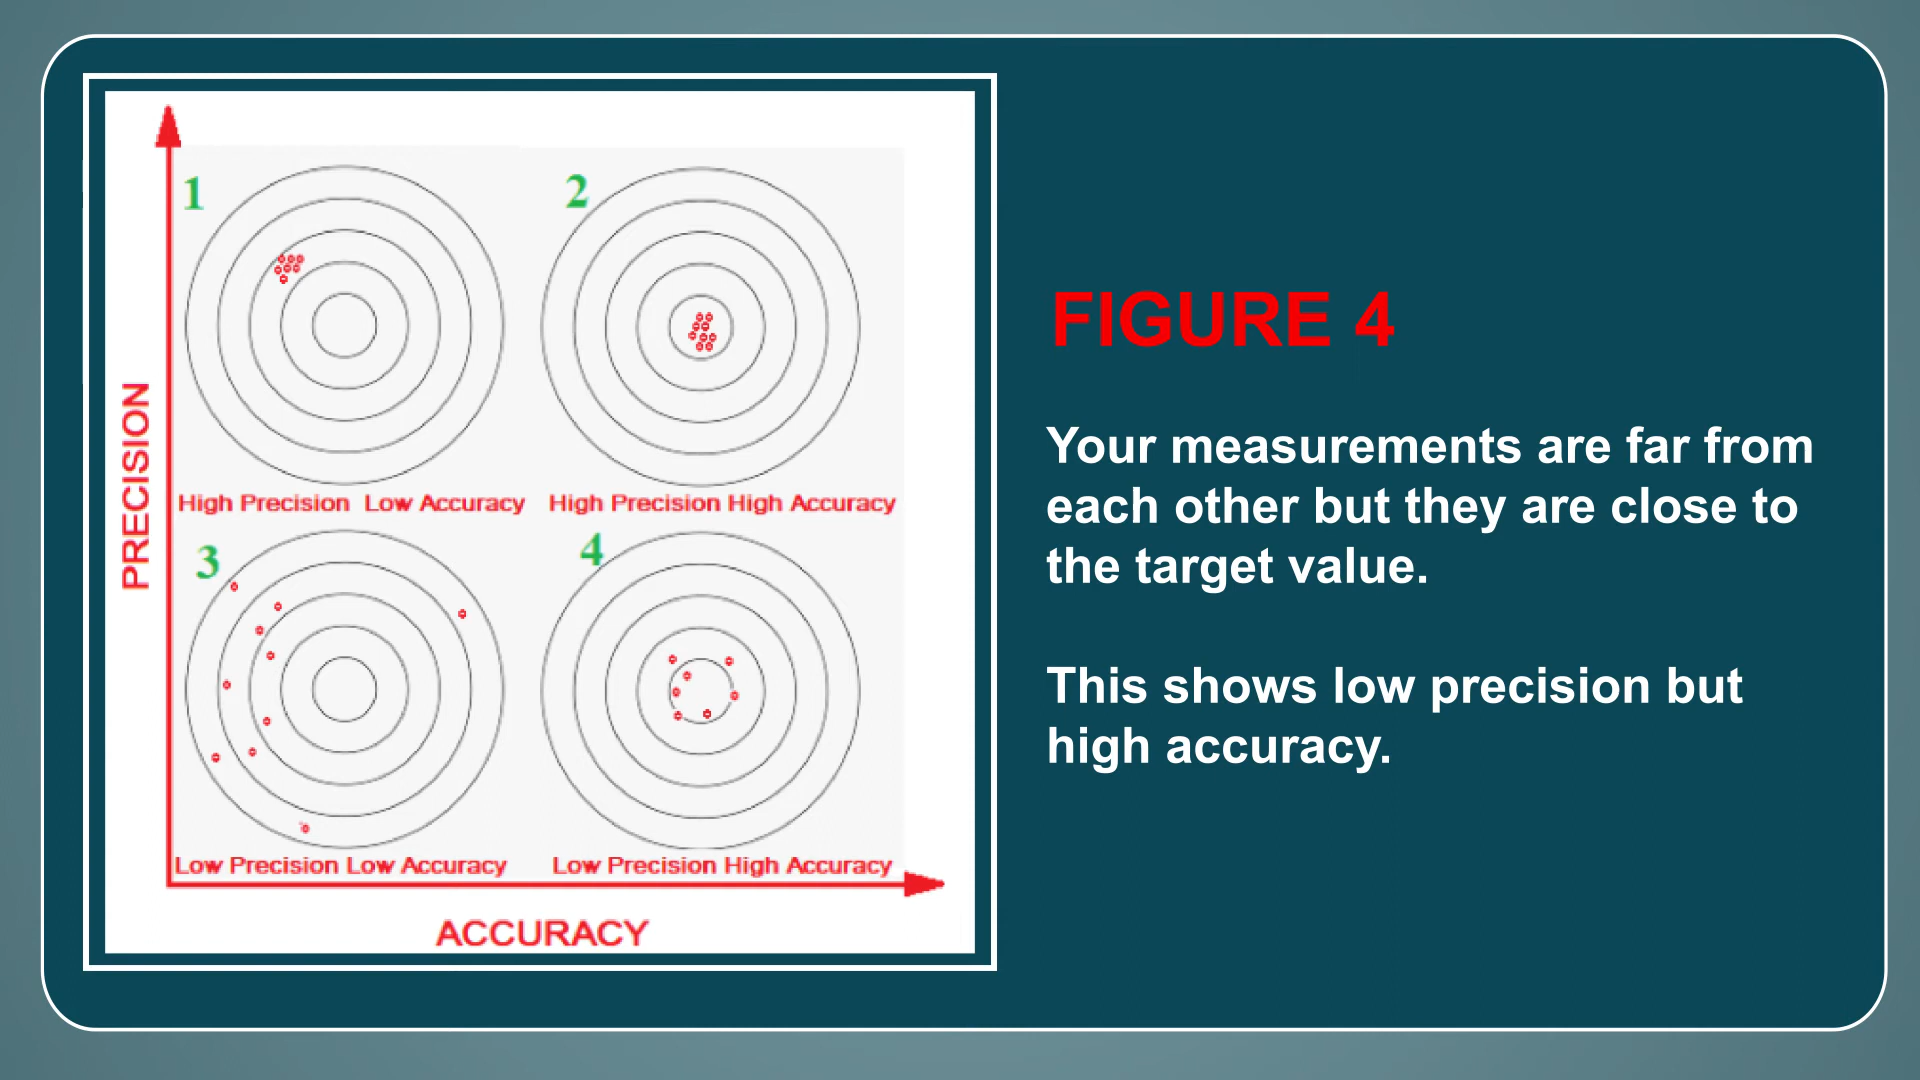 1
2
PRECISION
High Precision Low Accuracy
High Precision High Accuracy
3
4
Low Precision Low Accuracy
Low Precision High Accuracy
ACCURACY
FIGURE 4
Your measurements are far from
each other but they are close to
the target value.
This shows low precision but
high accuracy.